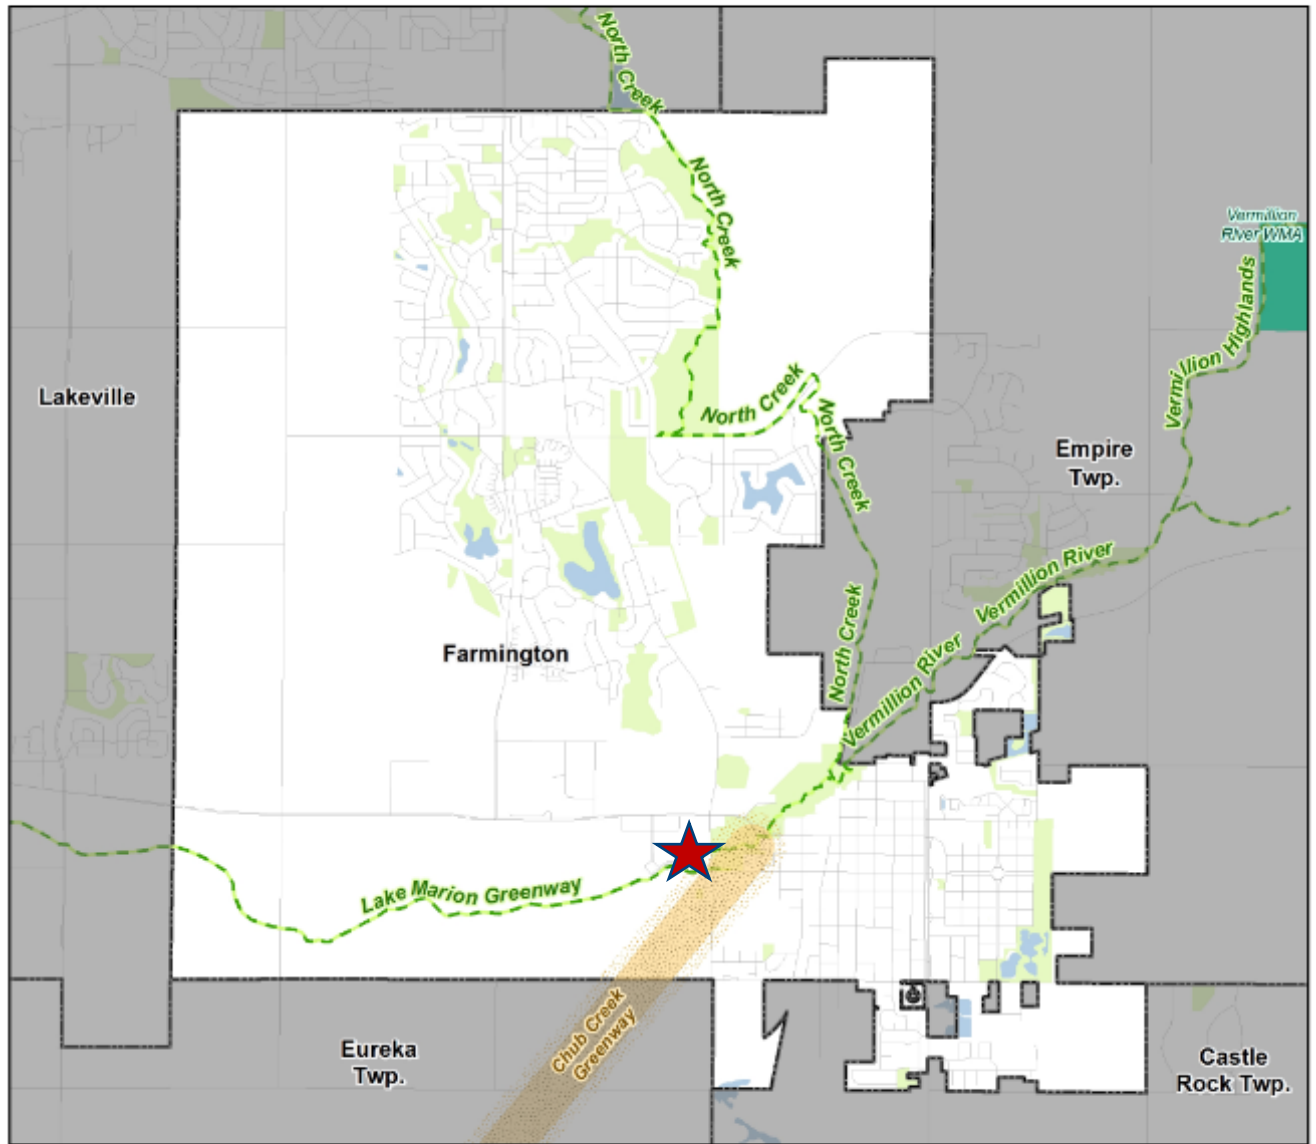 North Creek
North Creek
Vermillion
River WMA
Vermillion Highlands
Lakeville
North Creek
North Creek
Empire
Twp.
Vermillion River
North Creek
Farmington
Vermillion River
Lake Marion Greenway
Chub Creek
Greenway
Eureka
Twp.
Castle
Rock Twp.